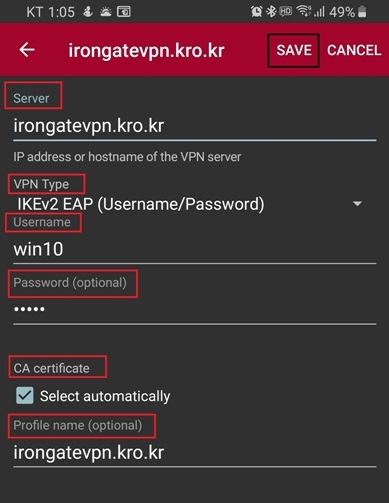 KT 1:05 HD 49%
irongatevpn.kro.kr SAVE CANCEL
Server
irongatevpn.kro.kr
IP address or hostname of the VPN server
VPN Type
IKEv2 EAP (Username/Password)
Username
win10
Password (optional)
•••••
CA certificate
Select automatically
Profile name (optional)
irongatevpn.kro.kr